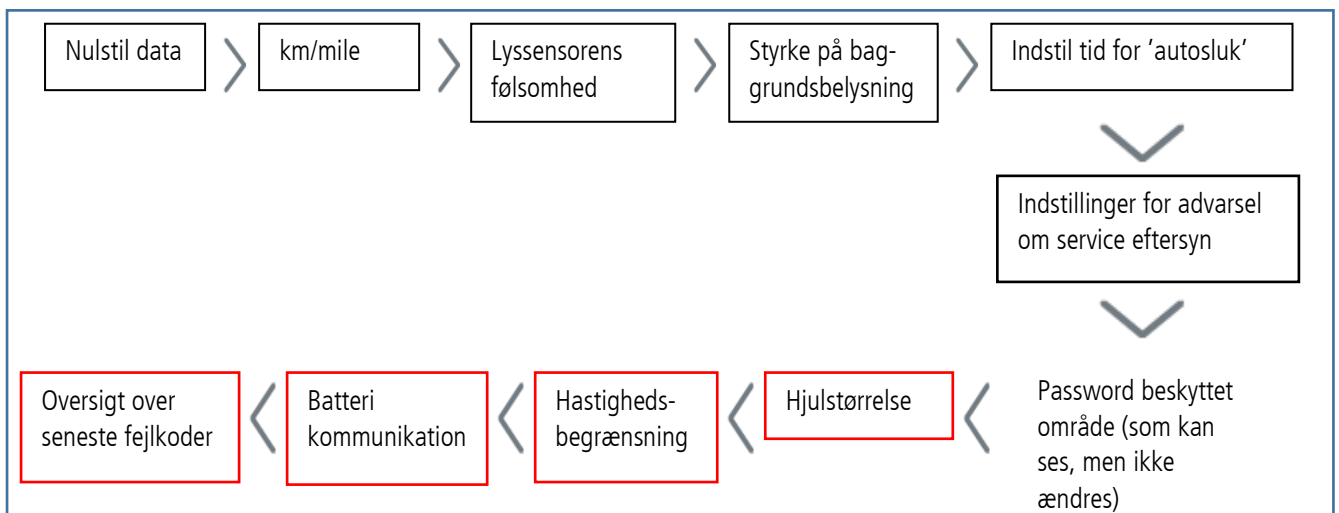 Nulstil data
km/mile
Lyssensorens
følsomhed
Styrke på bag-
grundsbelysning
Indstil tid for ’autosluk’
Indstillinger for advarsel
om service eftersyn
Password beskyttet
område (som kan
ses, men ikke
ændres)
Hjulstørrelse
Hastigheds-
begrænsning
Batteri
kommunikation
Oversigt over
seneste fejlkoder